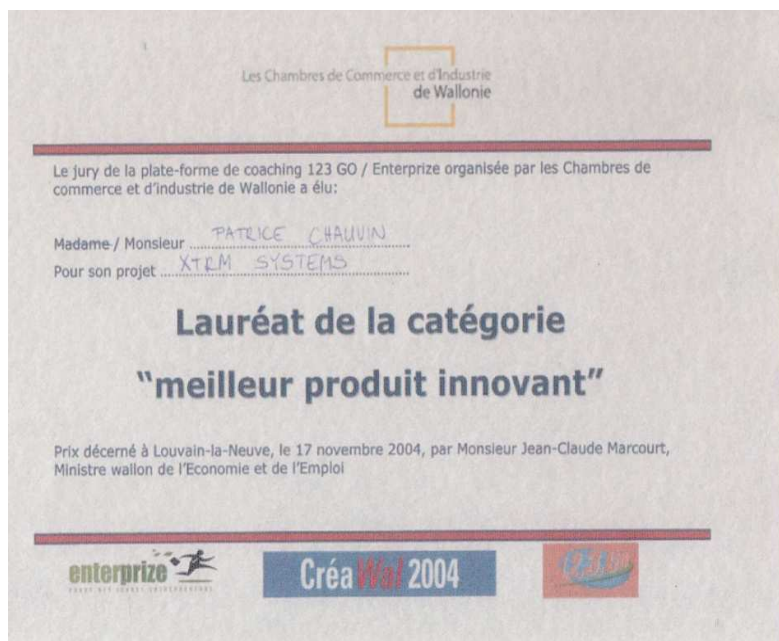 Les Chambres de Commerce et d'Industrie
de Wallonie
Le jury de la plate-forme de coaching 123 GO / Enterprize organisée par les Chambres de
commerce et d'industrie de Wallonie a élu:
Madame / Monsieur PATRICE CHAUVIN
Pour son projet XTRM SYSTEMS
Lauréat de la catégorie
"meilleur produit innovant"
Prix décerné à Louvain-la-Neuve, le 17 novembre 2004, par Monsieur Jean-Claude Marcourt,
Ministre wallon de l'Economie et de l'Emploi
enterprize
CréaWal 2004